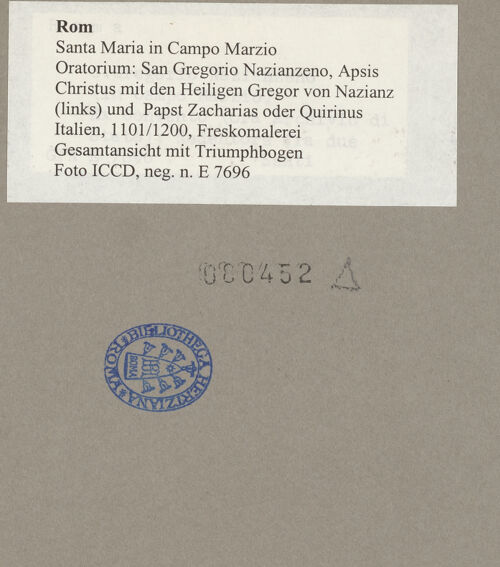 Rom
Santa Maria in Campo Marzio
Oratorium: San Gregorio Nazianzeno, Apsis
Christus mit den Heiligen Gregor von Nazianz
(links) und Papst Zacharias oder Quirinus
Italien, 1101/1200, Freskomalerei
Gesamtansicht mit Triumphbogen
Foto ICCD, neg. n. E 7696
080452
BIBLIOTHECA HERTZIANA * ROMA *
ROMA